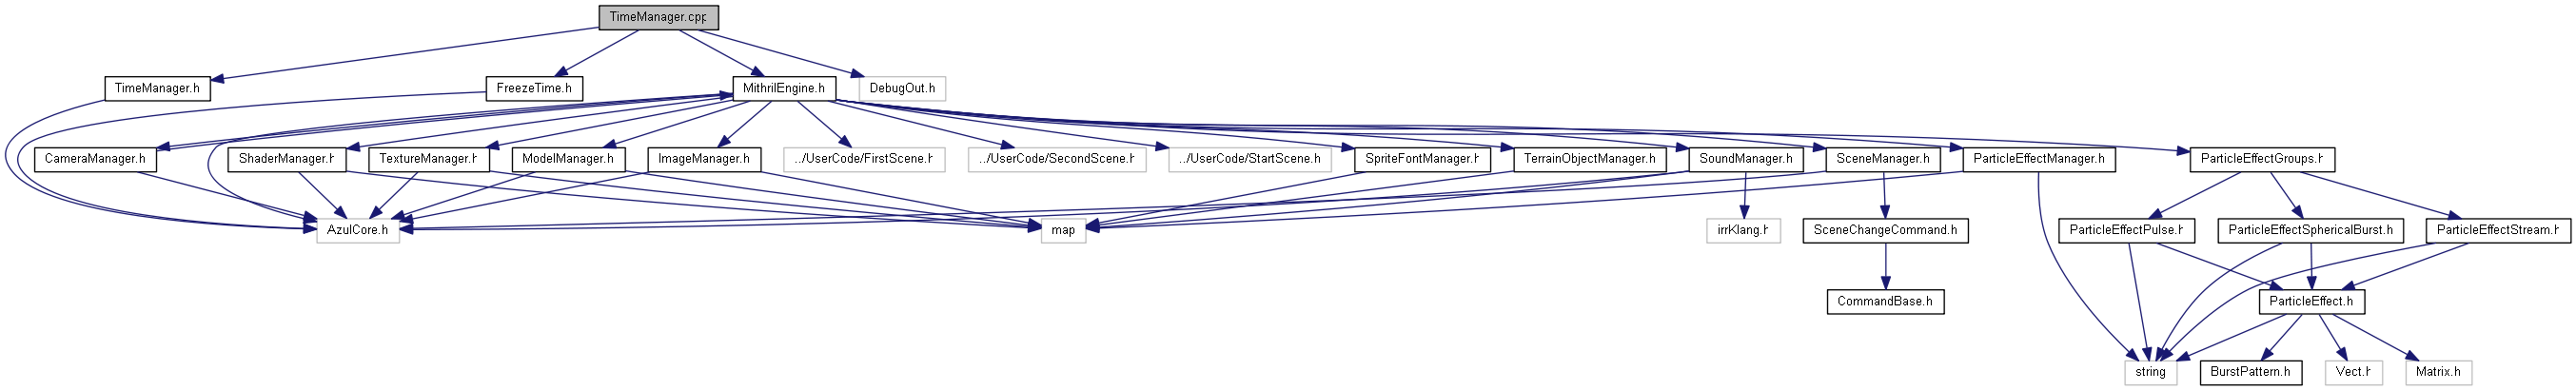 TimeManager.cpp
TimeManager.h
FreezeTime.h
MithrilEngine.h
DebugOut.h
CameraManager.h
ShaderManager.h
TextureManager.h
ModelManager.h
ImageManager.h
../UserCode/FirstScene.h
../UserCode/SecondScene.h
../UserCode/StartScene.h
SpriteFontManager.h
TerrainObjectManager.h
SoundManager.h
SceneManager.h
ParticleEffectManager.h
ParticleEffectGroups.h
AzulCore.h
map
irrKlang.h
SceneChangeCommand.h
ParticleEffectPulse.h
ParticleEffectSphericalBurst.h
ParticleEffectStream.h
CommandBase.h
ParticleEffect.h
string
BurstPattern.h
Vect.h
Matrix.h